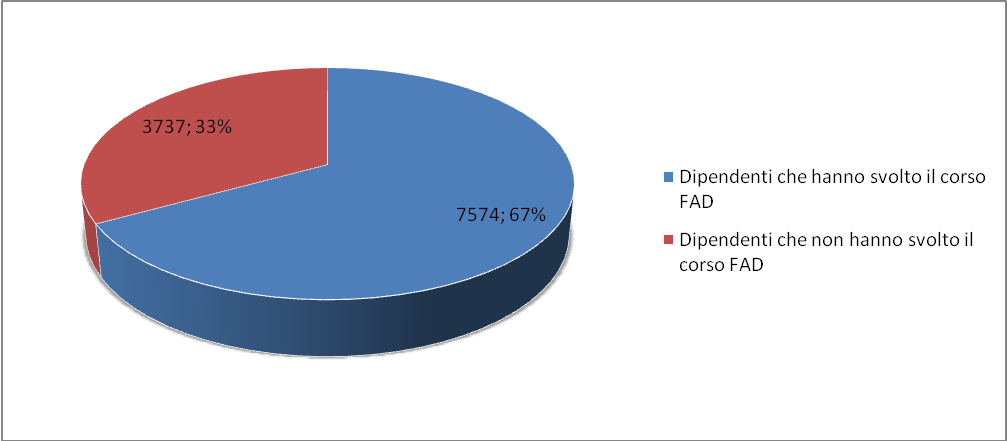 3737; 33%
7574; 67%
Dipendenti che hanno svolto il corso
FAD
Dipendenti che non hanno svolto il
corso FAD